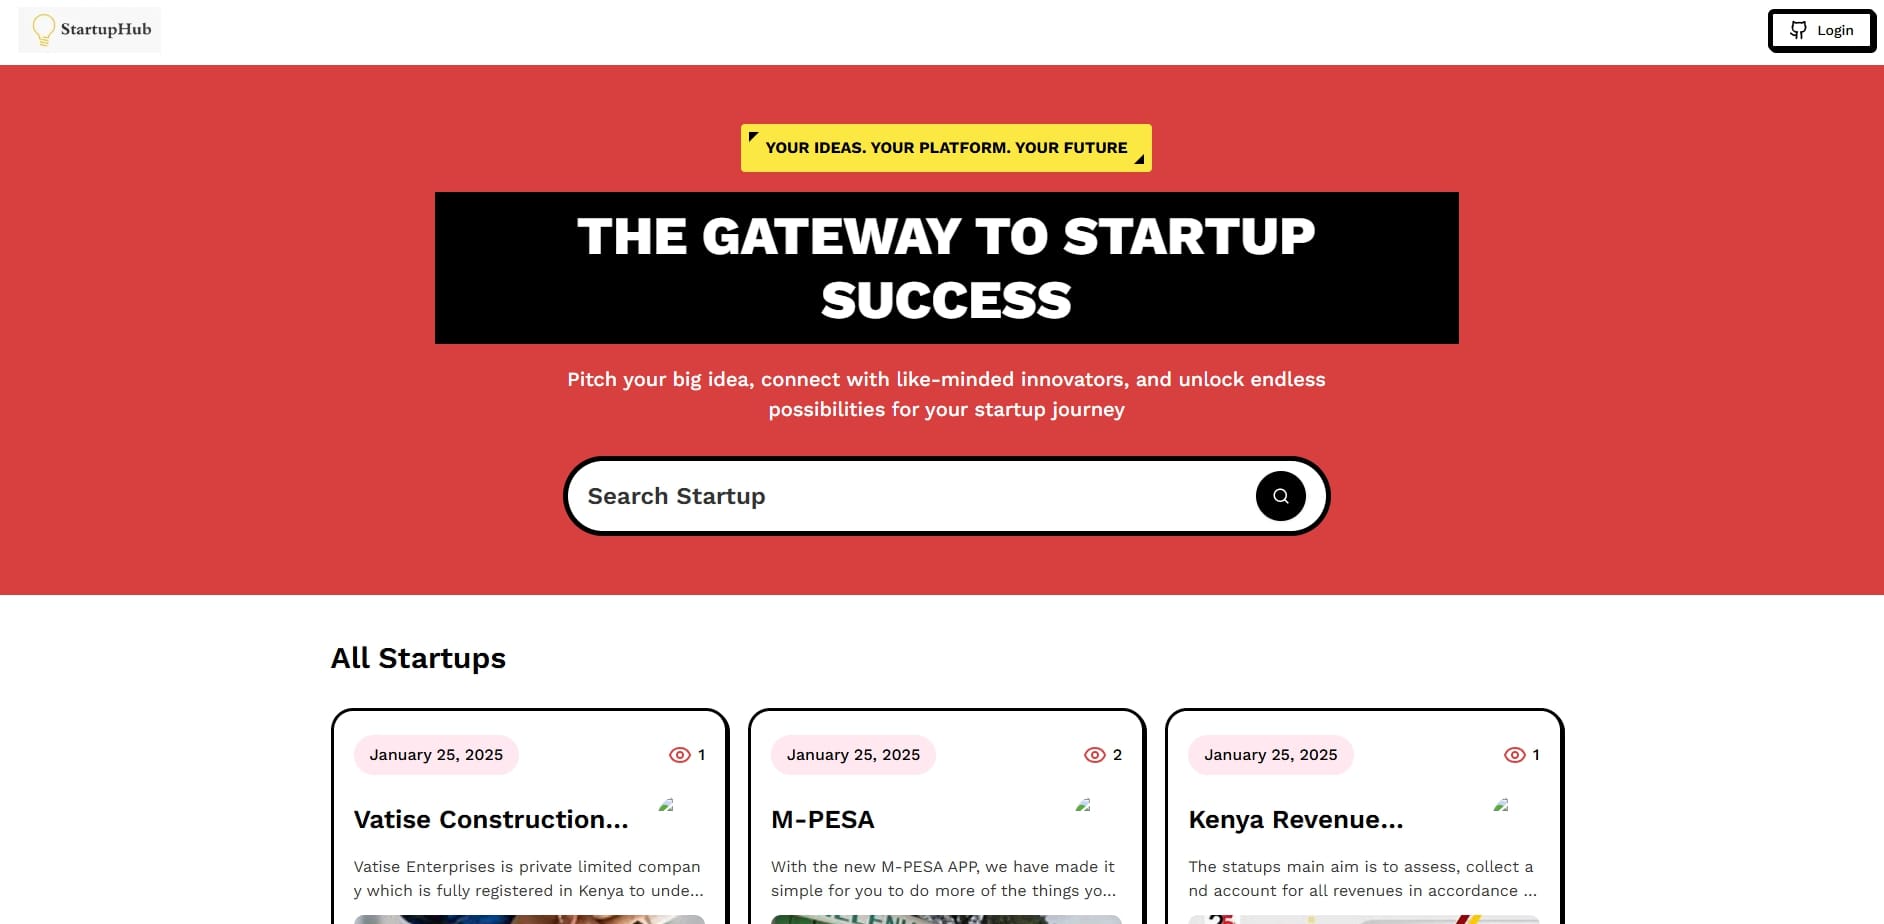 StartupHub
Login
YOUR IDEAS. YOUR PLATFORM. YOUR FUTURE
THE GATEWAY TO STARTUP
SUCCESS
Pitch your big idea, connect with like-minded innovators, and unlock endless
possibilities for your startup journey
Search Startup
All Startups
January 25, 2025
1
Vatise Construction...
Vatise Enterprises is private limited compan
y which is fully registered in Kenya to unde...
January 25, 2025
2
M-PESA
With the new M-PESA APP, we have made it
simple for you to do more of the things yo...
January 25, 2025
1
Kenya Revenue...
The statups main aim is to assess, collect a
nd account for all revenues in accordance ...